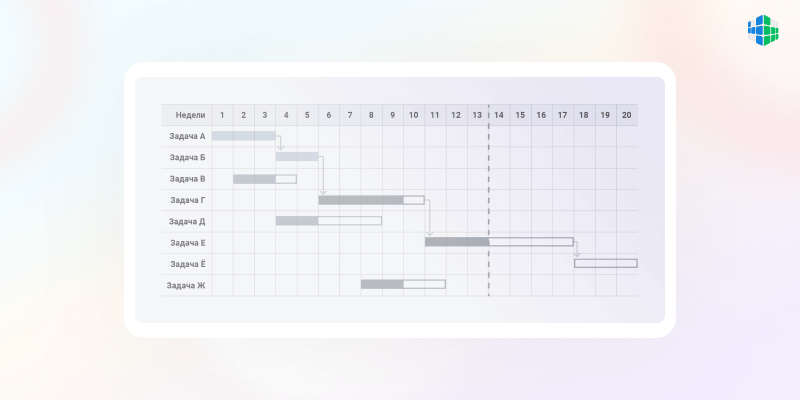 Недели 1 2 3 4 5 6 7 8 9 10 11 12 13 14 15 16 17 18 19 20
Задача А
Задача Б
Задача В
Задача Г
Задача Д
Задача Е
Задача Ё
Задача Ж